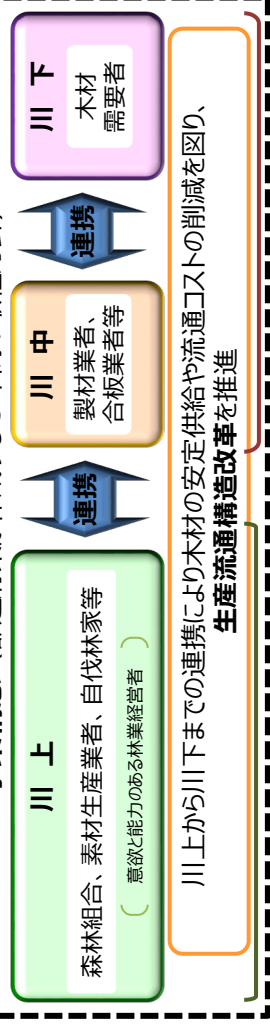 川 上
森林組合、素材生産業者、自伐林家等
（ 意欲と能力のある林業経営者 ）
連携
川 中
製材業者、
合板業者等
連携
川 下
木材
需要者
川上から川下までの連携により木材の安定供給や流通コストの削減を図り、
生産流通構造改革を推進